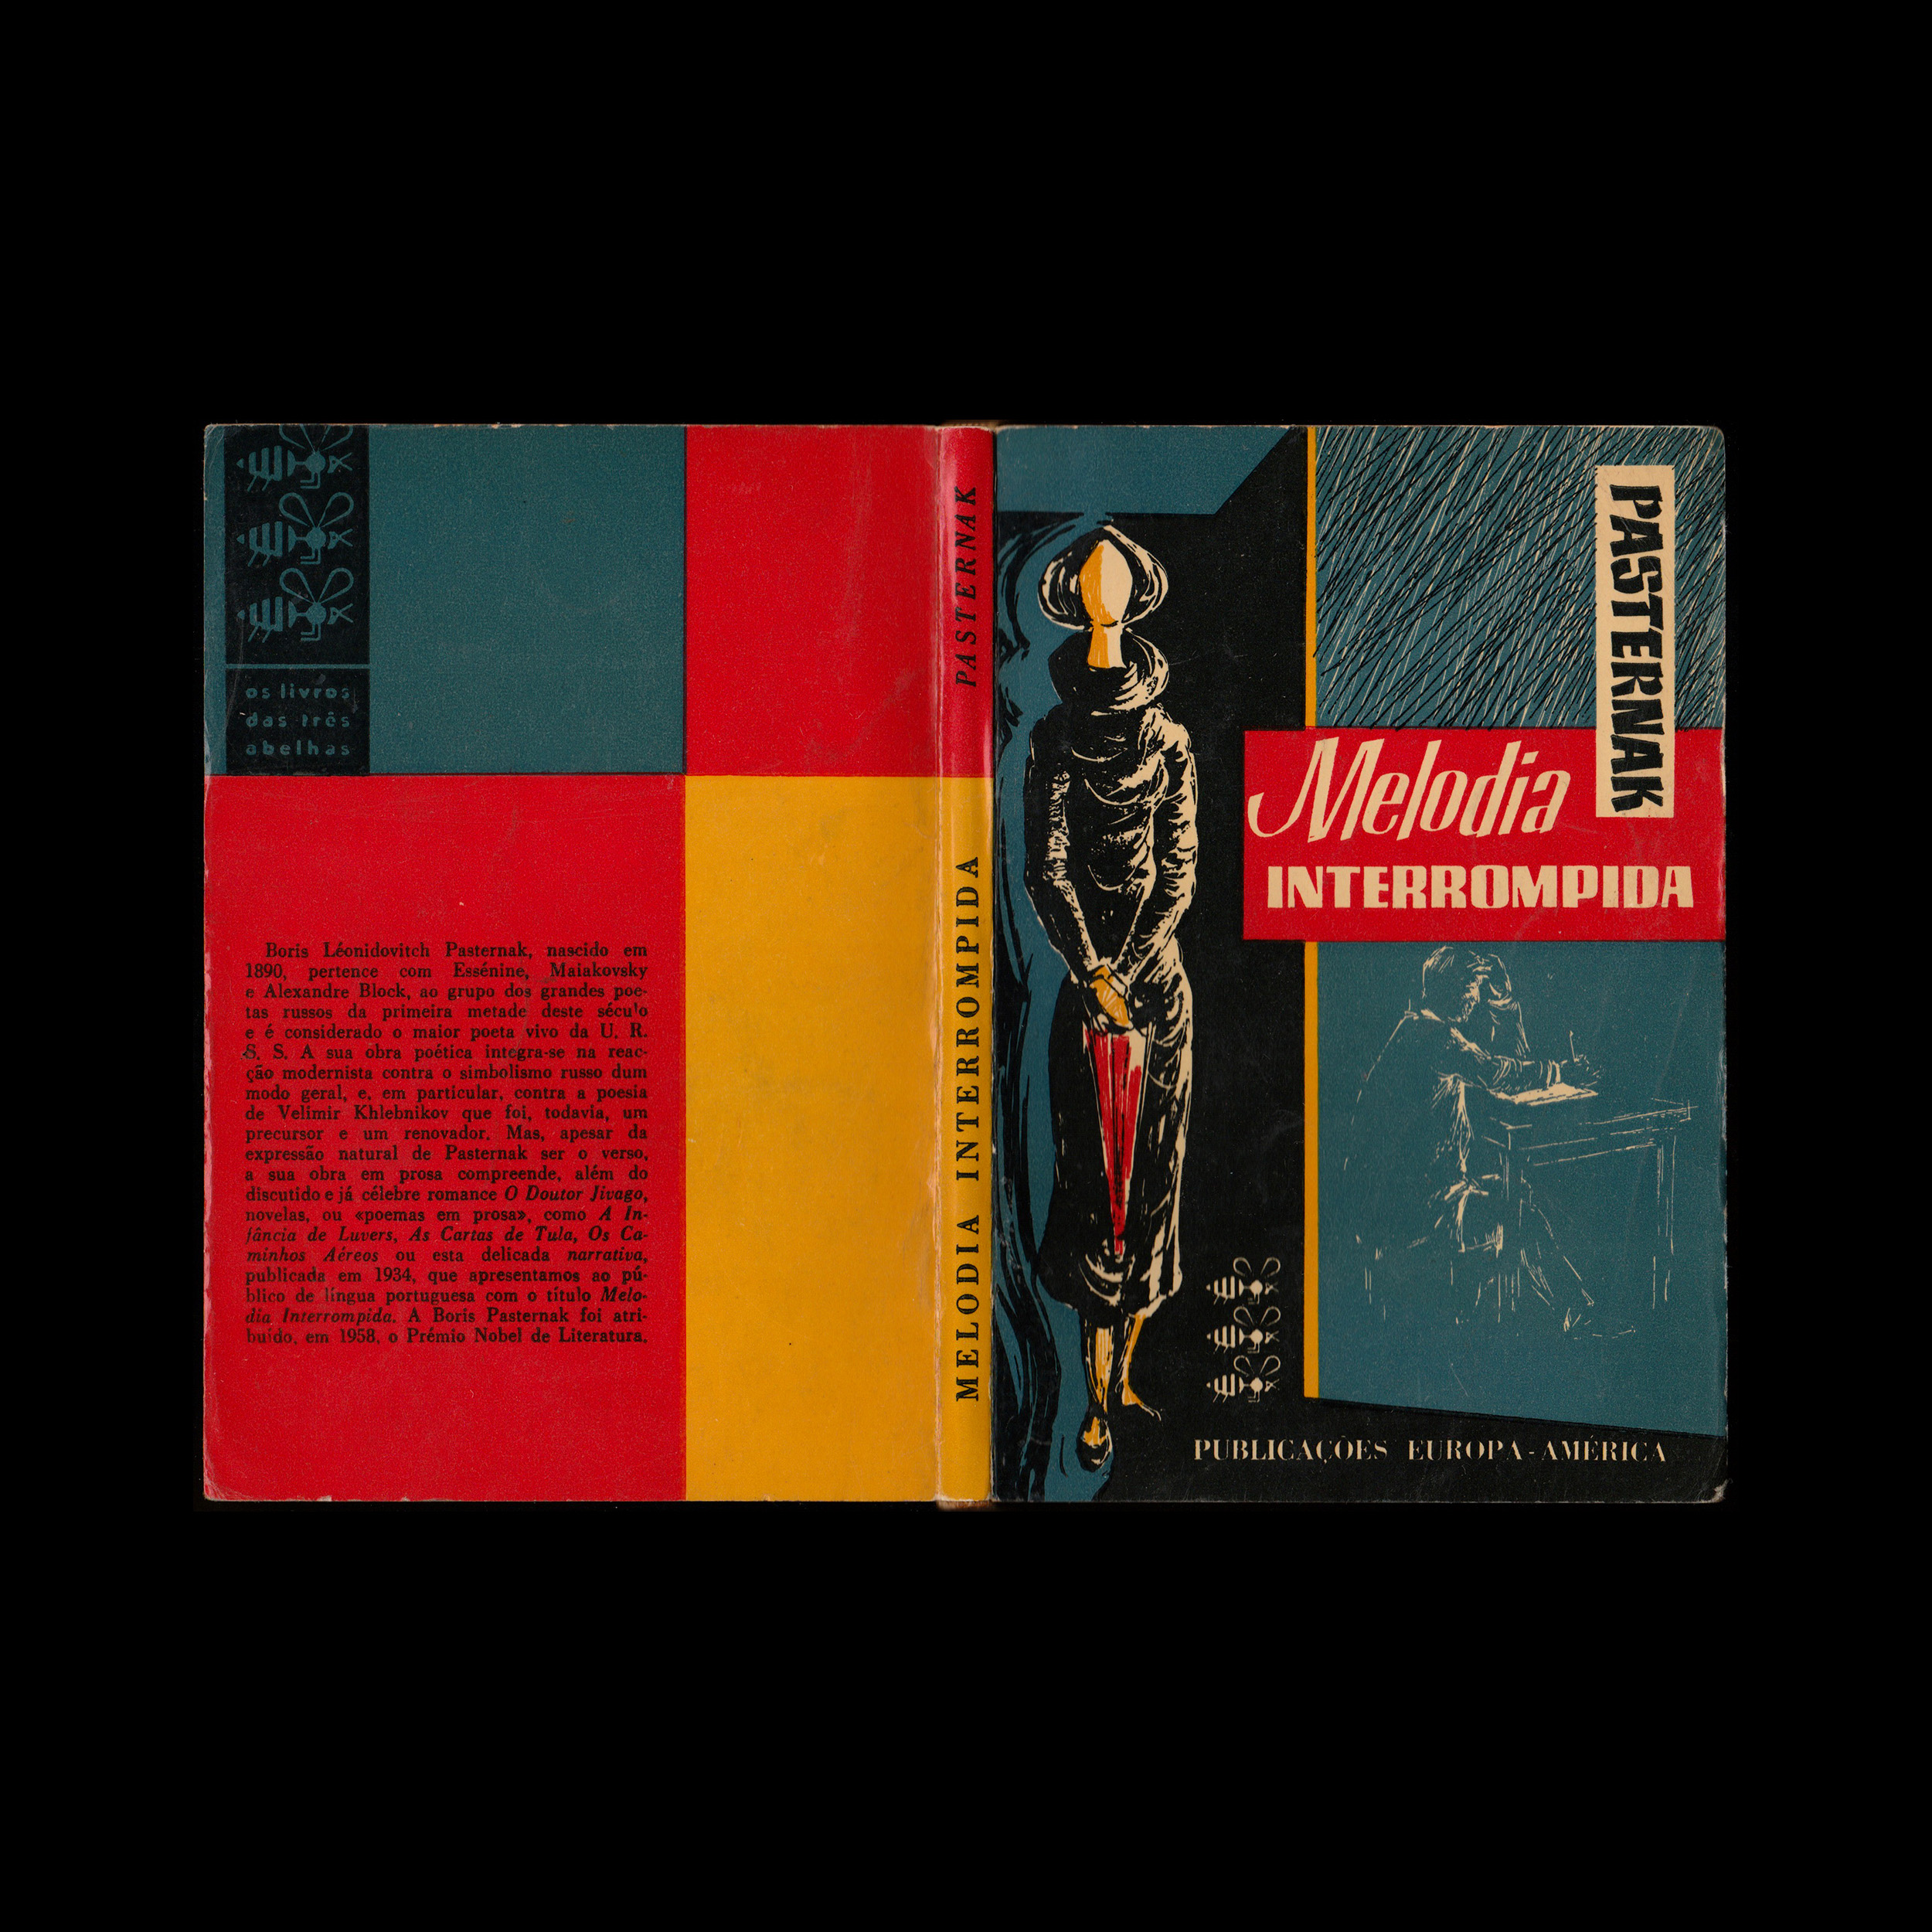 os livros
das três
abelhas
Boris Léonidovitch Pasternak, nascido em
1890, pertence com Essénine, Maiakovsky
e Alexandre Block, ao grupo dos grandes poe-
tas russos da primeira metade deste século
e é considerado o maior poeta vivo da U. R.
S. S. A sua obra poética integra-se na reac-
ção modernista contra o simbolismo russo dum
modo geral, e, em particular, contra a poesia
de Velimir Khlebnikov que foi, todavia, um
precursor e um renovador. Mas, apesar da
expressão natural de Pasternak ser o verso,
a sua obra em prosa compreende, além do
discutido e já célebre romance O Doutor Jivago,
novelas, ou «poemas em prosa», como A In-
fância de Luvers, As Cartas de Tula, Os Ca-
minhos Aéreos ou esta delicada narrativa,
publicada em 1934, que apresentamos ao pú-
blico de língua portuguesa com o título Melo-
dia Interrompida. A Boris Pasternak foi atri-
buído, em 1958, o Prémio Nobel de Literatura.
PASTERNAK
MELODIA INTERROMPIDA
PASTERNAK
Melodia
INTERROMPIDA
PUBLICAÇÕES EUROPA-AMÉRICA